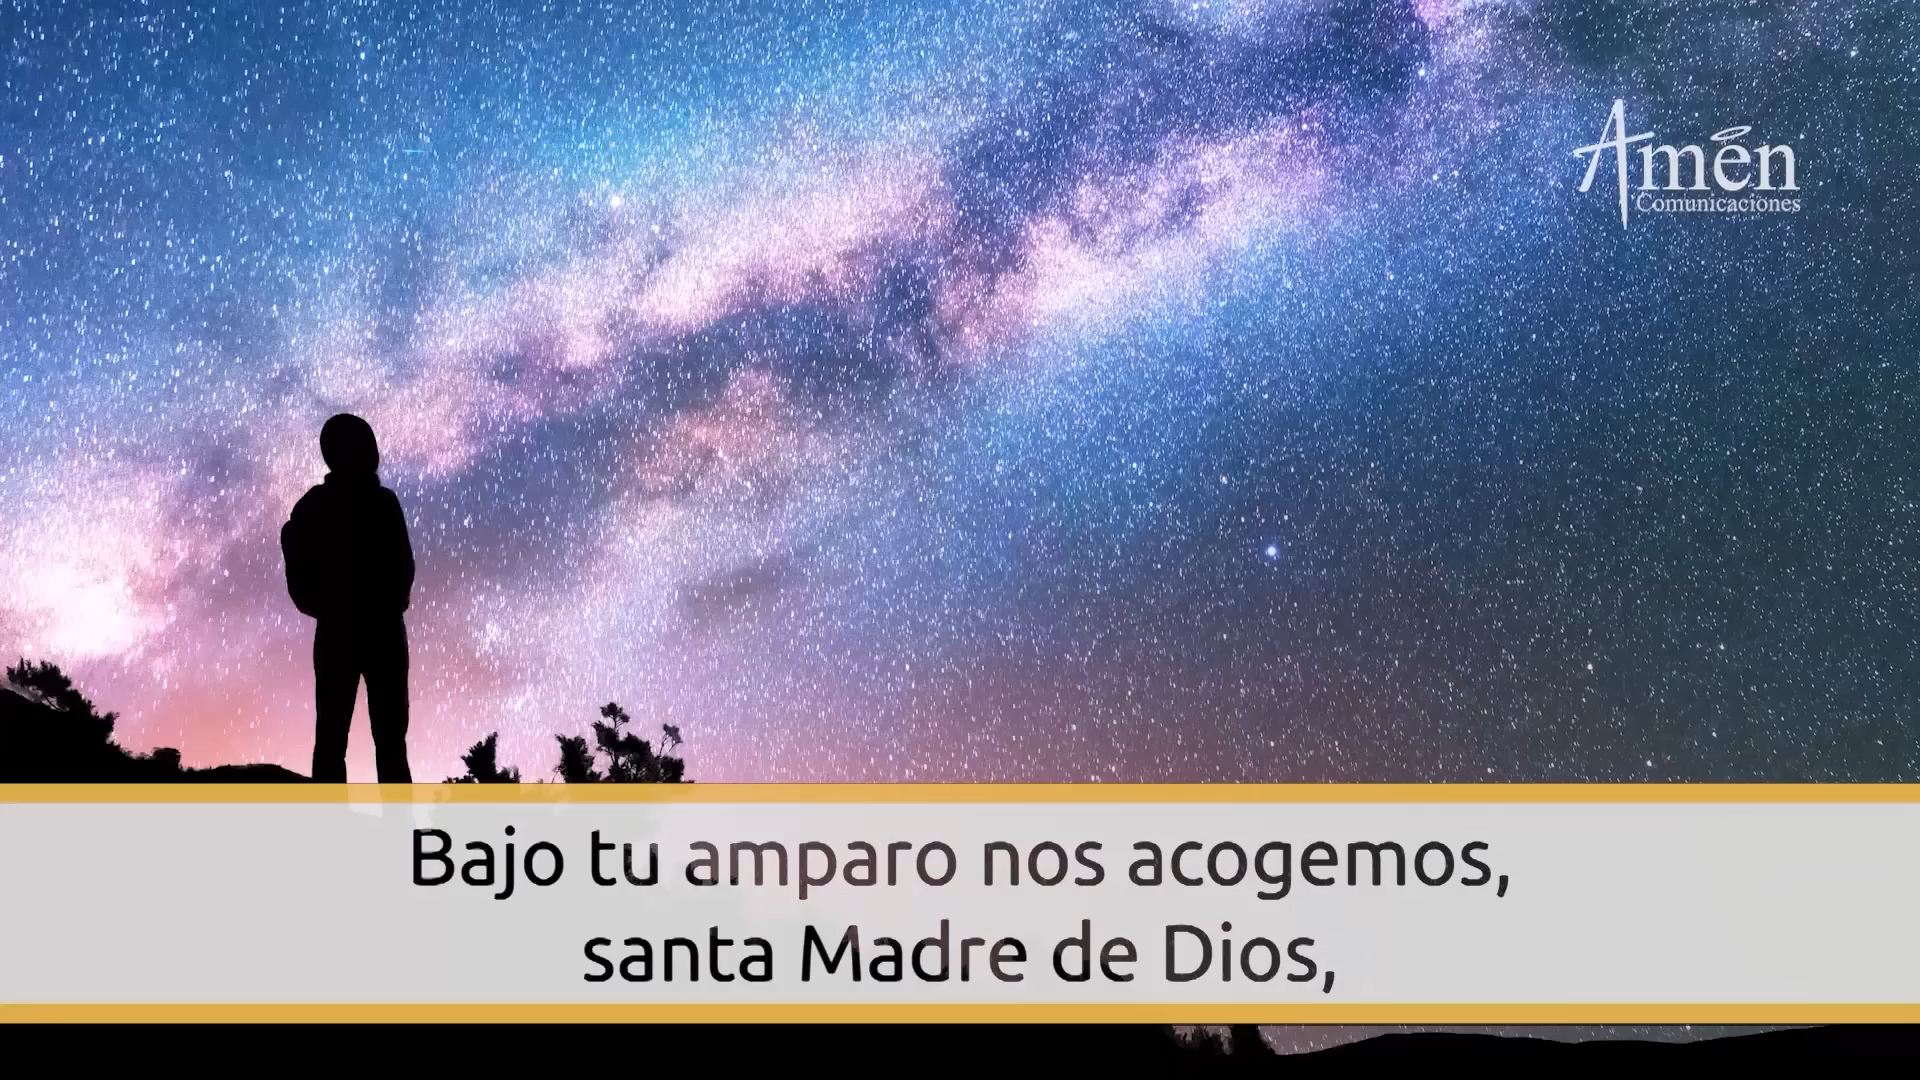 Amén
Comunicaciones
Bajo tu amparo nos acogemos,
santa Madre de Dios,